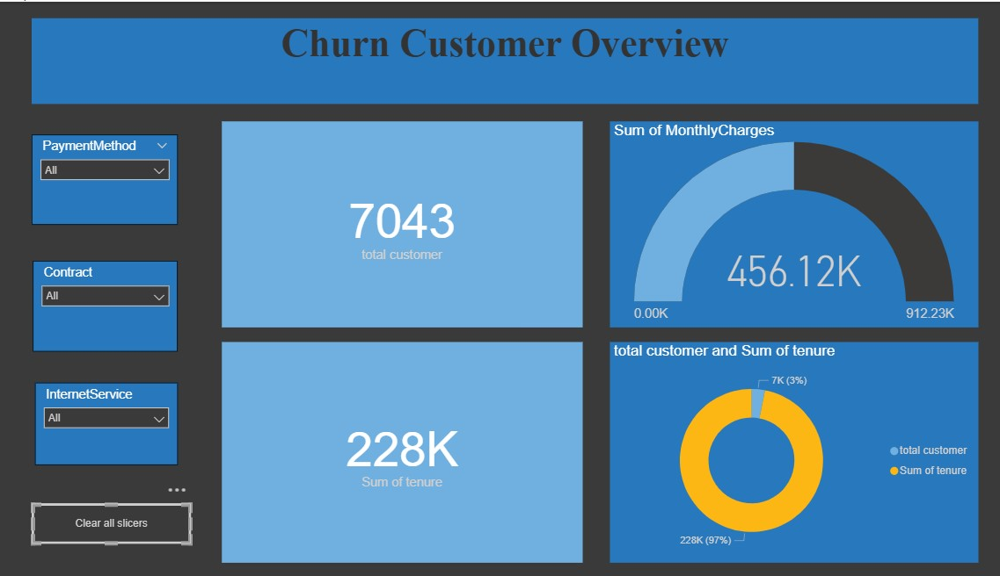 Churn Customer Overview
PaymentMethod
All
Contract
All
InternetService
All
Clear all slicers
7043
total customer
228K
Sum of tenure
Sum of MonthlyCharges
456.12K
0.00K
912.23K
total customer and Sum of tenure
7K (3%)
228K (97%)
total customer
Sum of tenure